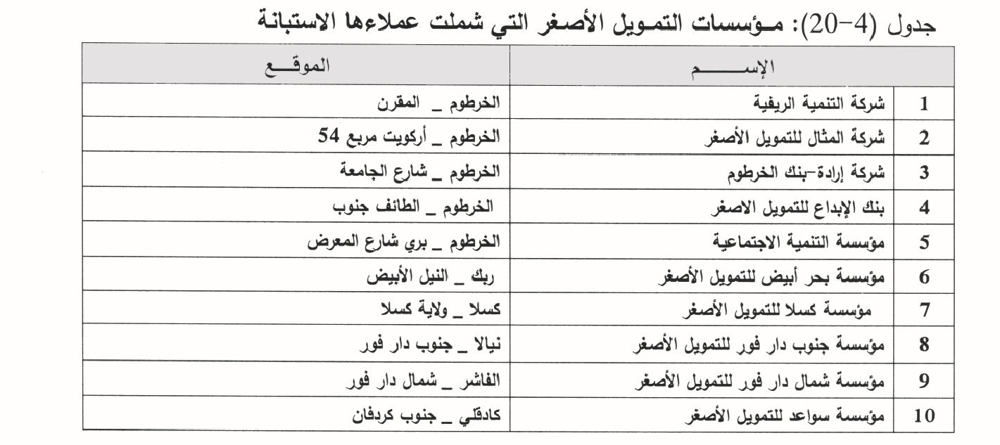 جدول (4-20): مـؤسسات التمـويل الأصـغر التي شملت عملاءها الاستبانة
الإســـــــم الموقـــع
1 شركة التنمية الريفية الخرطوم _ المقرن
2 شركة المثال للتمويل الأصغر الخرطوم _ أركويت مربع 54
3 شركة إرادة-بنك الخرطوم الخرطوم _ شارع الجامعة
4 بنك الإبداع للتمويل الاصغر الخرطوم _ الطائف جنوب
5 مؤسسة التنمية الاجتماعية الخرطوم _ بري شارع المعرض
6 مؤسسة بحر أبيض للتمويل الأصغر ربك _ النيل الأبيض
7 مؤسسة كسلا للتمويل الأصغر كسلا _ ولاية كسلا
8 مؤسسة جنوب دار فور للتمويل الأصغر نيالا _ جنوب دار فور
9 مؤسسة شمال دار فور للتمويل الأصغر الفاشر _ شمال دار فور
10 مؤسسة سواعد للتمويل الأصغر كادقلي _ جنوب كردفان